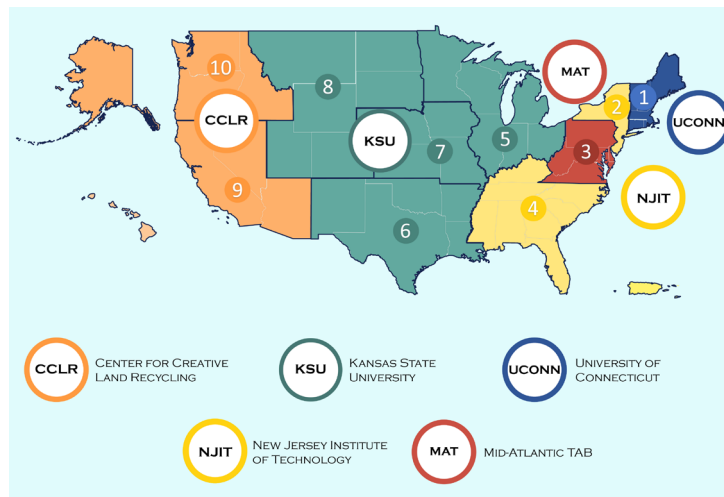 10
8
MAT
1
2
CCLR
UCONN
KSU
5
7
3
9
NJIT
4
6
CCLR
CENTER FOR CREATIVE
LAND RECYCLING
KSU
KANSAS STATE
UNIVERSITY
UCONN
UNIVERSITY OF
CONNECTICUT
NJIT
NEW JERSEY INSTITUTE
OF TECHNOLOGY
MAT
MID-ATLANTIC TAB